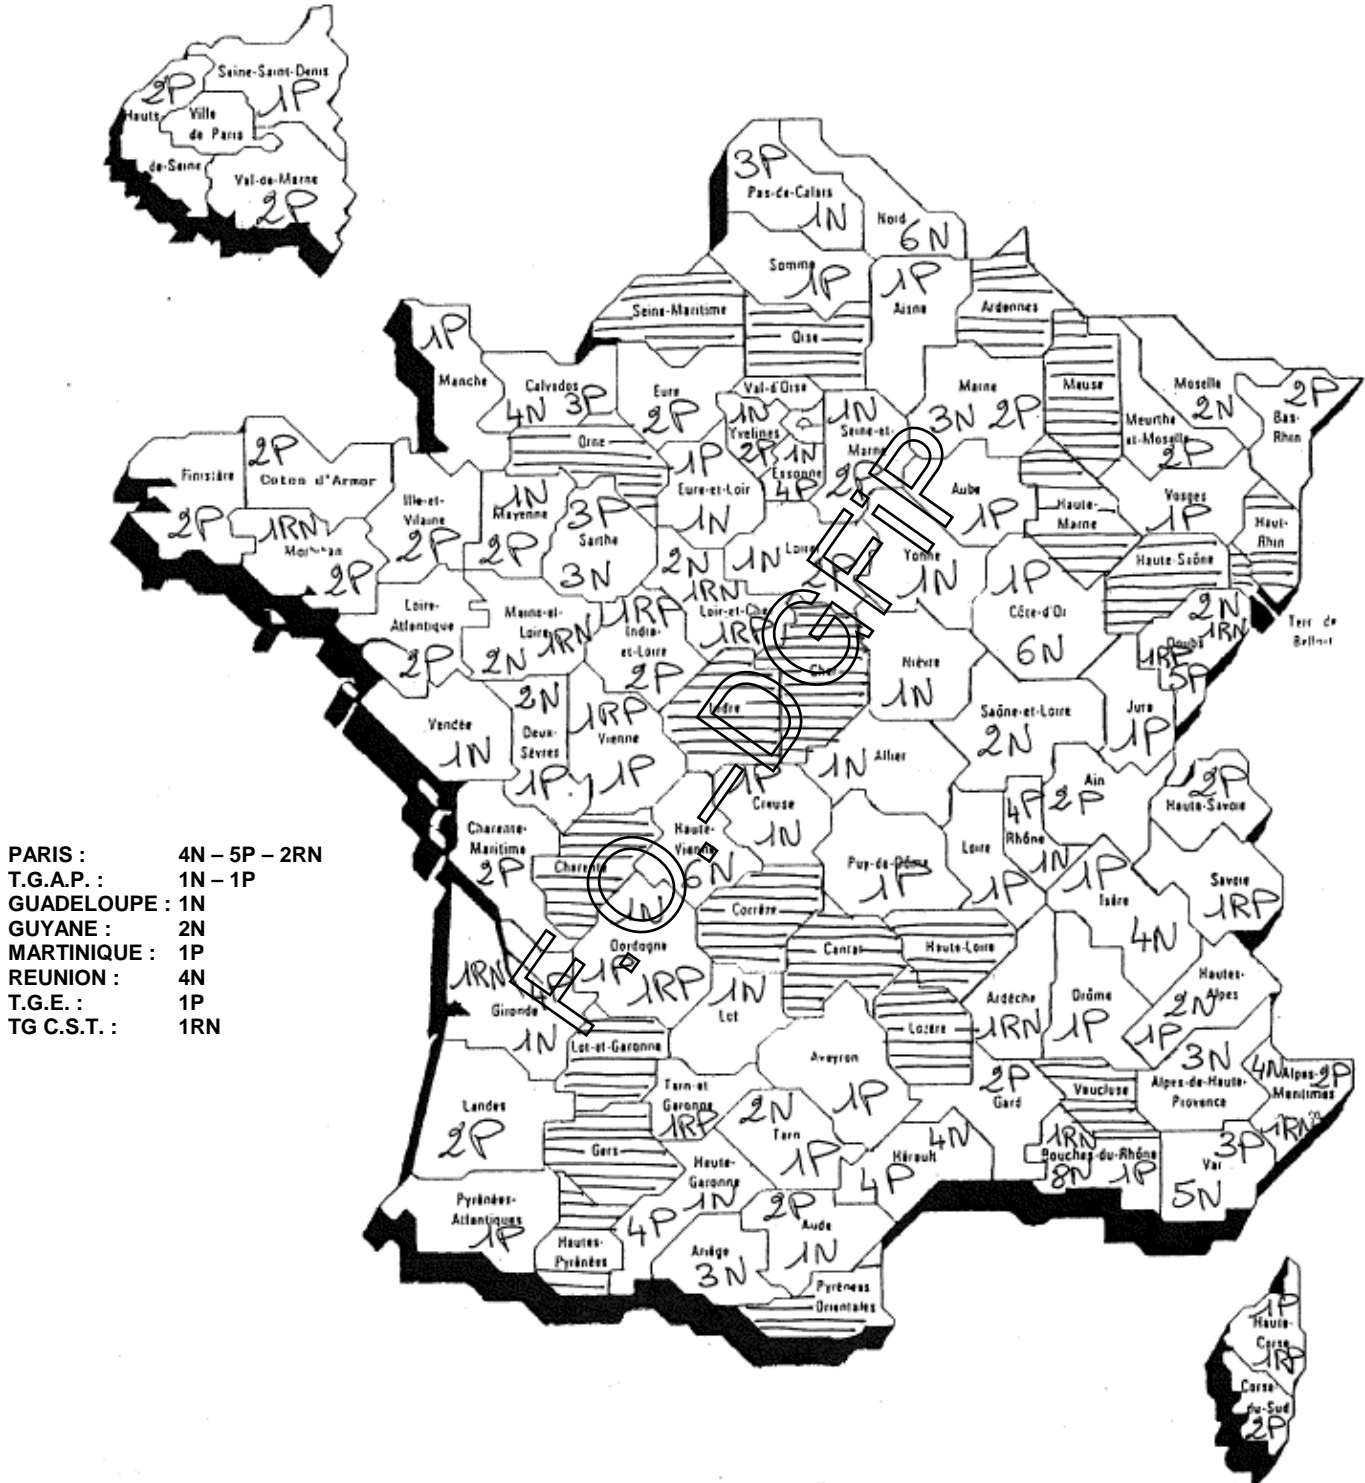 Seine-Saint-Denis
2P
1P
Hauts-
Ville
de Paris
de-Seine
Val-de-Marne
2P
3P
Pas-de-Calais
1N
Nord
6N
Somme
1P
1P
Aisne
Ardennes
Seine-Maritime
Oise
1P
Manche
Calvados
4N 3P
Eure
2P
Val-d'Oise
1N
Yvelines
2P
1N
Essonne
4P
1N
Seine-et-
Marne
2P
Marne
3N 2P
Meuse
Moselle
2N
Meurthe
et-Moselle
2P
2P
Bas-
Rhin
Orne
2P
Cotes d'Armor
Finistère
2P
1RN
2P
Ille-et-
Vilaine
2P
1N
Mayenne
2P
3P
Sarthe
3N
1P
Eure-et-Loir
1N
Aube
1P
Haute-
Marne
Vosges
1P
Haut-
Rhin
Haute-Saône
2N
1RN
Loir-et-Cher
1RP
1N
Loiret
2P
Yonne
1N
1P
Côte-d'Or
6N
2N
1RN
Doubs
1RP
5P
Terr de
Belfort
Loire-
Atlantique
2P
Maine-et-
Loire
1RN
2N
1RP
Indre-
et-Loire
2P
Cher
Nièvre
1N
Indre
Vendée
1N
2N
Deux-
Sèvres
1P
1RP
Vienne
1P
Saône-et-Loire
2N
Jura
1P
1N Allier
Ain
2P
2P
Haute-Savoie
1P
Creuse
1N
Charente-
Maritime
2P
Charente
Haute-
Vienne
6N
Puy-de-Dôme
1P
Loire
1P
4P
Rhône
1N
1P
Isère
4N
Savoie
1RP
PARIS : 4N – 5P – 2RN
T.G.A.P. : 1N – 1P
GUADELOUPE : 1N
GUYANE : 2N
MARTINIQUE : 1P
REUNION : 4N
T.G.E. : 1P
TG C.S.T. : 1RN
Corrèze
1N
Dordogne
1P
1RP
Cantal
Haute-Loire
1RN
4P
Gironde
1N
1N
Lot
Lozère
Ardèche
1RN
Drôme
1P
Hautes-
Alpes
2N
1P
Lot-et-Garonne
Aveyron
1P
3N
Alpes-de-Haute-
Provence
4N
Alpes-
Maritimes
2P
1RN
Landes
2P
Tarn-et
Garonne
1RP
2N
Tarn
1P
2P
Gard
Vaucluse
1RN
Bouches-du-Rhône
8N 1P
3P
Var
5N
Gers
4N
Hérault
4P
Haute-
Garonne
1N
4P
Pyrénées-
Atlantiques
1P
Hautes-
Pyrénées
Ariège
3N
2P
Aude
1N
Pyrénées
Orientales
1P
Haute-
Corse
1RP
Corse-
du-Sud
2P
F.O.-DGFiP